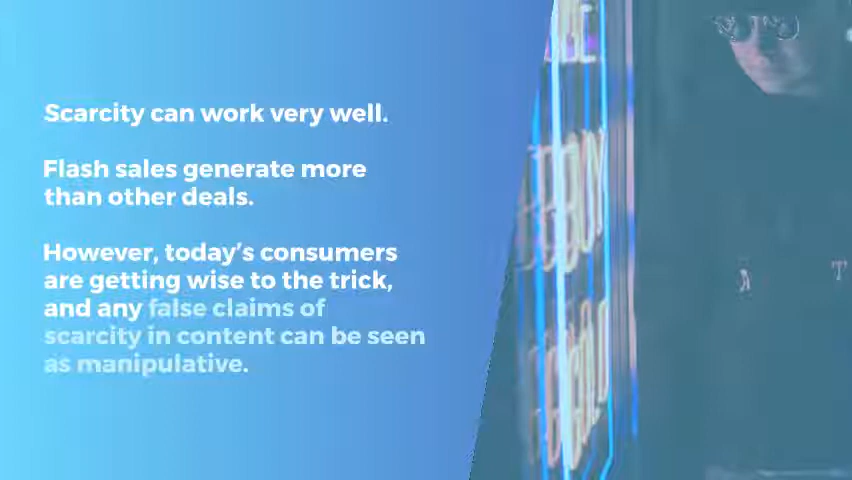 Scarcity can work very well.
Flash sales generate more
than other deals.
However, today's consumers
are getting wise to the trick,
and any false claims of
scarcity in content can be seen
as manipulative.